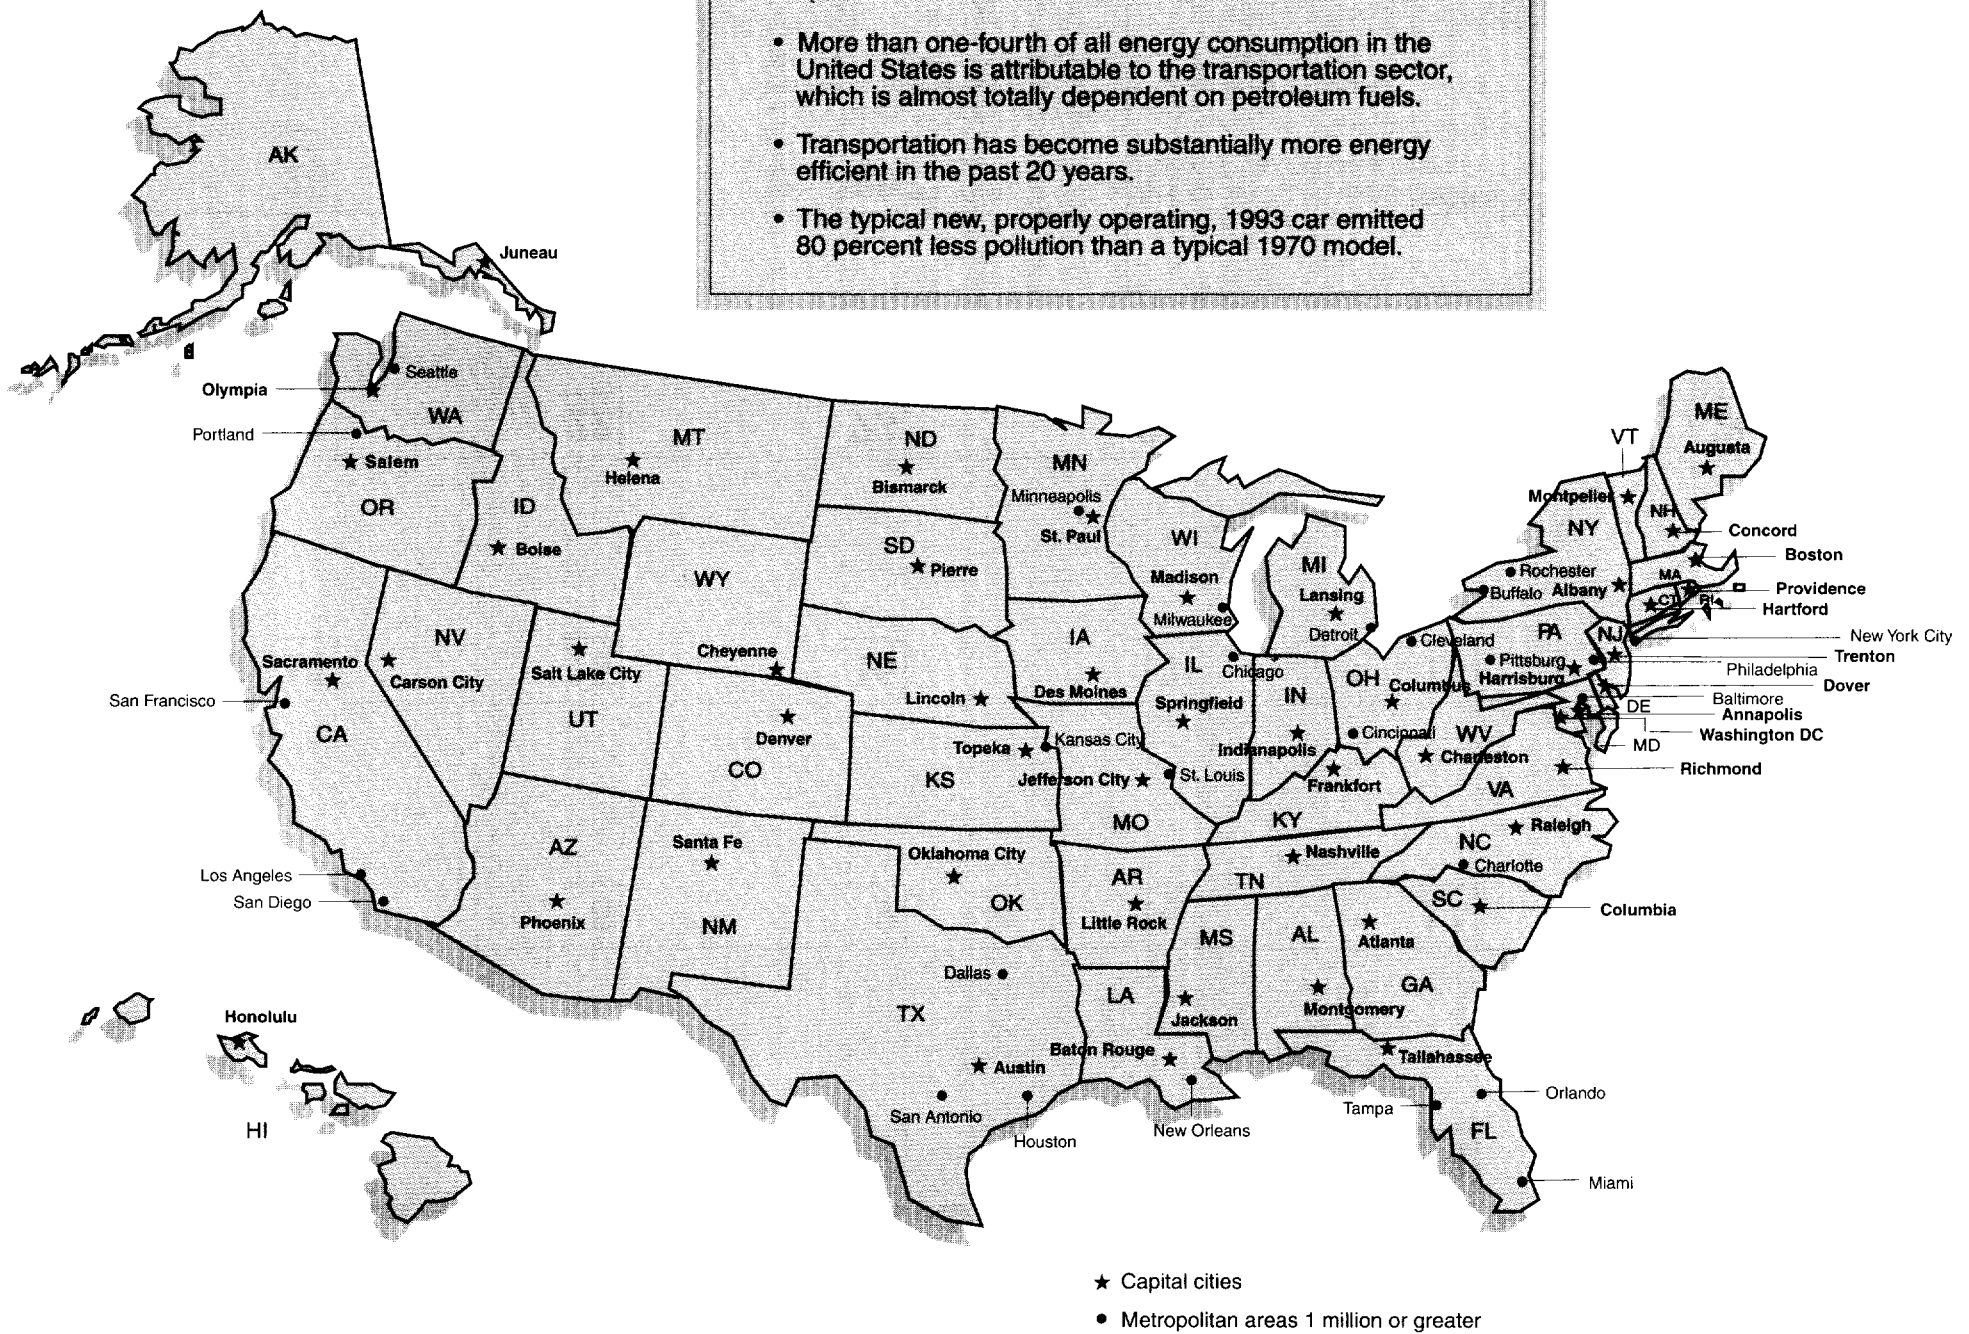 • More than one-fourth of all energy consumption in the
United States is attributable to the transportation sector,
which is almost totally dependent on petroleum fuels.
• Transportation has become substantially more energy
efficient in the past 20 years.
• The typical new, properly operating, 1993 car emitted
80 percent less pollution than a typical 1970 model.
AK
Juneau
Seattle
Olympia
WA
Portland
Salem
OR
ID
Boise
MT
Helena
ND
Bismarck
MN
Minneapolis
St. Paul
SD
Pierre
WY
Cheyenne
WI
Madison
Milwaukee
MI
Lansing
Detroit
ME
Augusta
VT
Montpelier
NH
Concord
NY
Rochester
Buffalo
Albany
Boston
MA
Providence
CT
RI
Hartford
New York City
NJ
Trenton
PA
Pittsburg
Harrisburg
Philadelphia
Dover
DE
Baltimore
Annapolis
Washington DC
MD
Cleveland
OH
Columbus
Cincinnati
IN
Indianapolis
IL
Chicago
Springfield
IA
Des Moines
NE
Lincoln
NV
Carson City
Sacramento
San Francisco
CA
Salt Lake City
UT
Denver
CO
Topeka
Kansas City
KS
Jefferson City
St. Louis
MO
Frankfort
KY
WV
Charleston
VA
Richmond
Los Angeles
San Diego
AZ
Phoenix
Santa Fe
NM
Oklahoma City
OK
AR
Little Rock
Nashville
TN
NC
Raleigh
Charlotte
SC
Columbia
Dallas
TX
Austin
San Antonio
Houston
LA
Baton Rouge
New Orleans
MS
Jackson
AL
Montgomery
Atlanta
GA
Tallahassee
Orlando
Tampa
FL
Miami
Honolulu
HI
★ Capital cities
• Metropolitan areas 1 million or greater